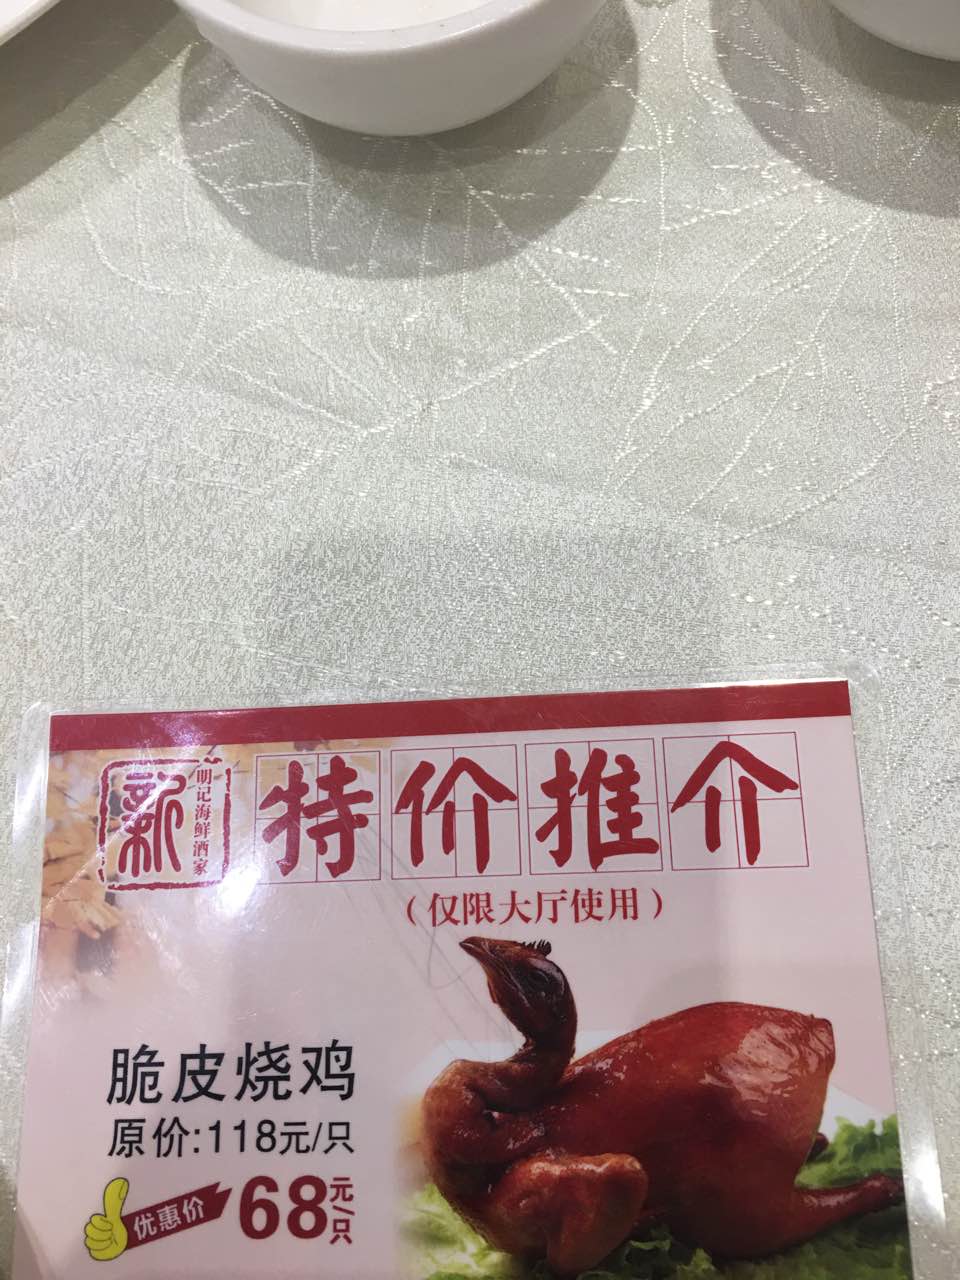 新
明记海鲜酒家
特价推介
（仅限大厅使用）
脆皮烧鸡
原价:118元/只
优惠价 68元/只